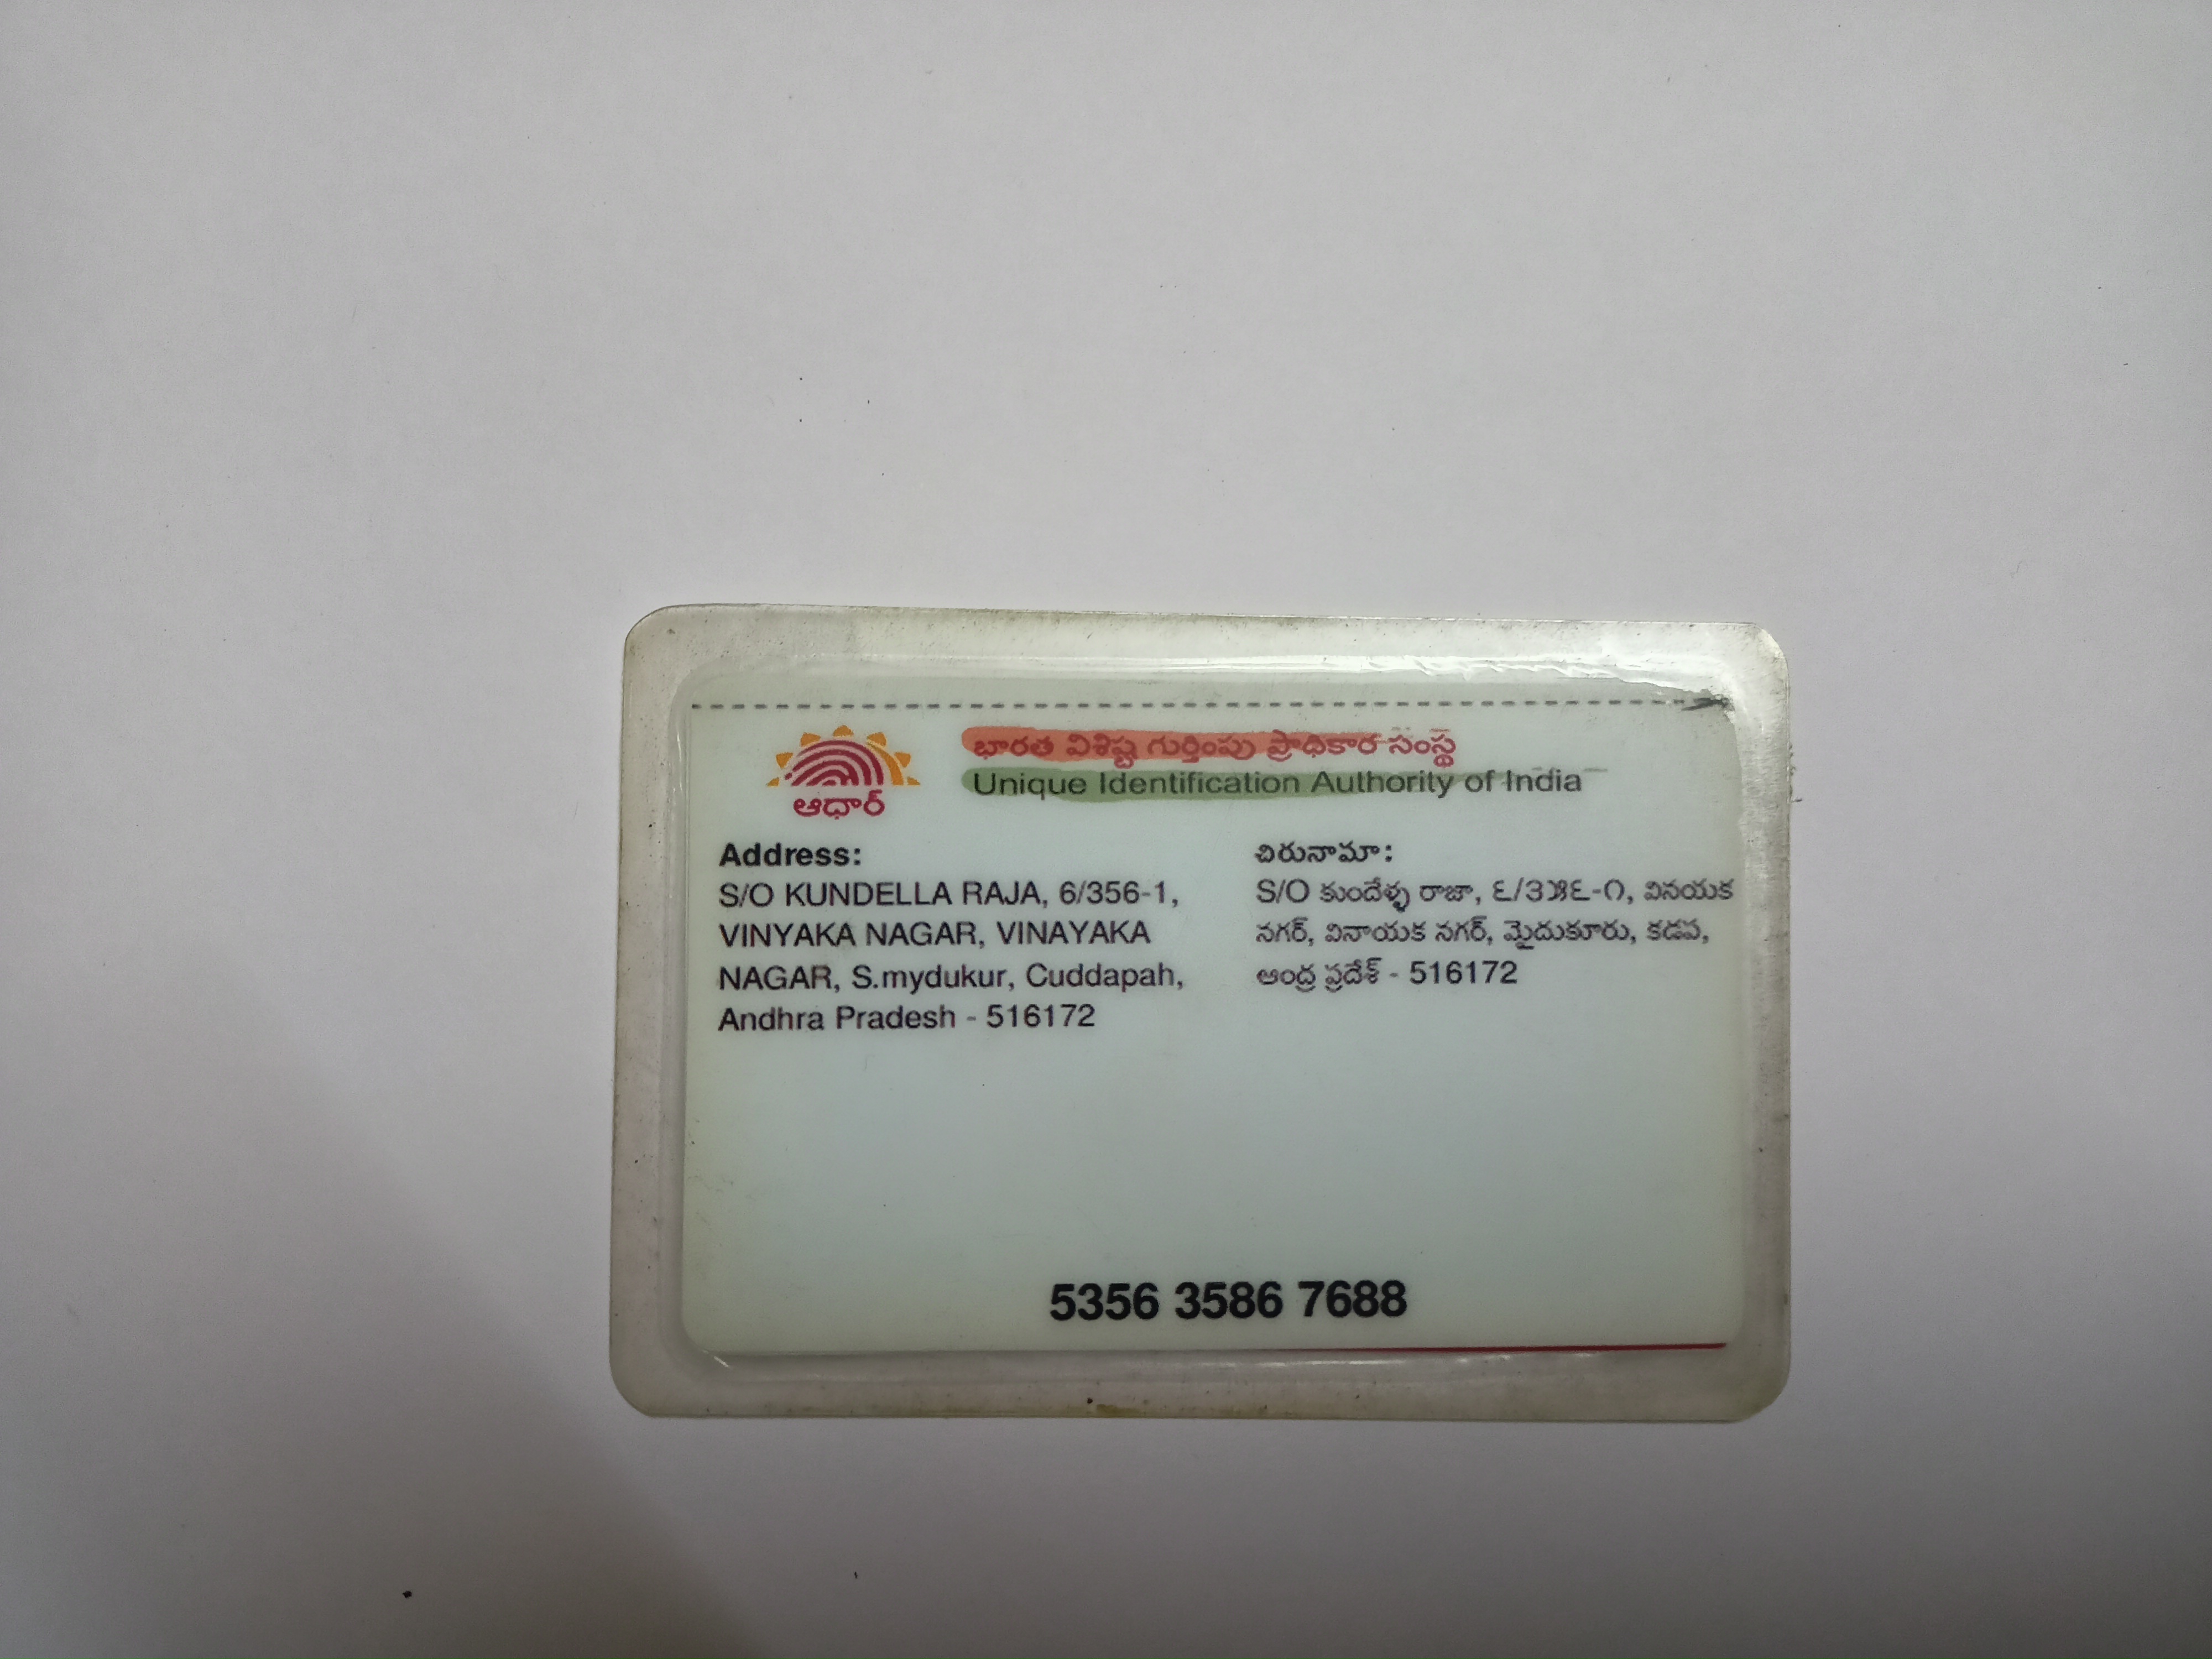 భారత విశిష్ట గుర్తింపు ప్రాధికార సంస్థ
Unique Identification Authority of India
ఆధార్
Address:
S/O KUNDELLA RAJA, 6/356-1,
VINYAKA NAGAR, VINAYAKA
NAGAR, S.mydukur, Cuddapah,
Andhra Pradesh - 516172
చిరునామా:
S/O కుందేళ్ళ రాజా, ౬/౩౫౬-౧, వినయక
నగర్, వినాయక నగర్, మైదుకూరు, కడప,
ఆంద్ర ప్రదేశ్ - 516172
5356 3586 7688